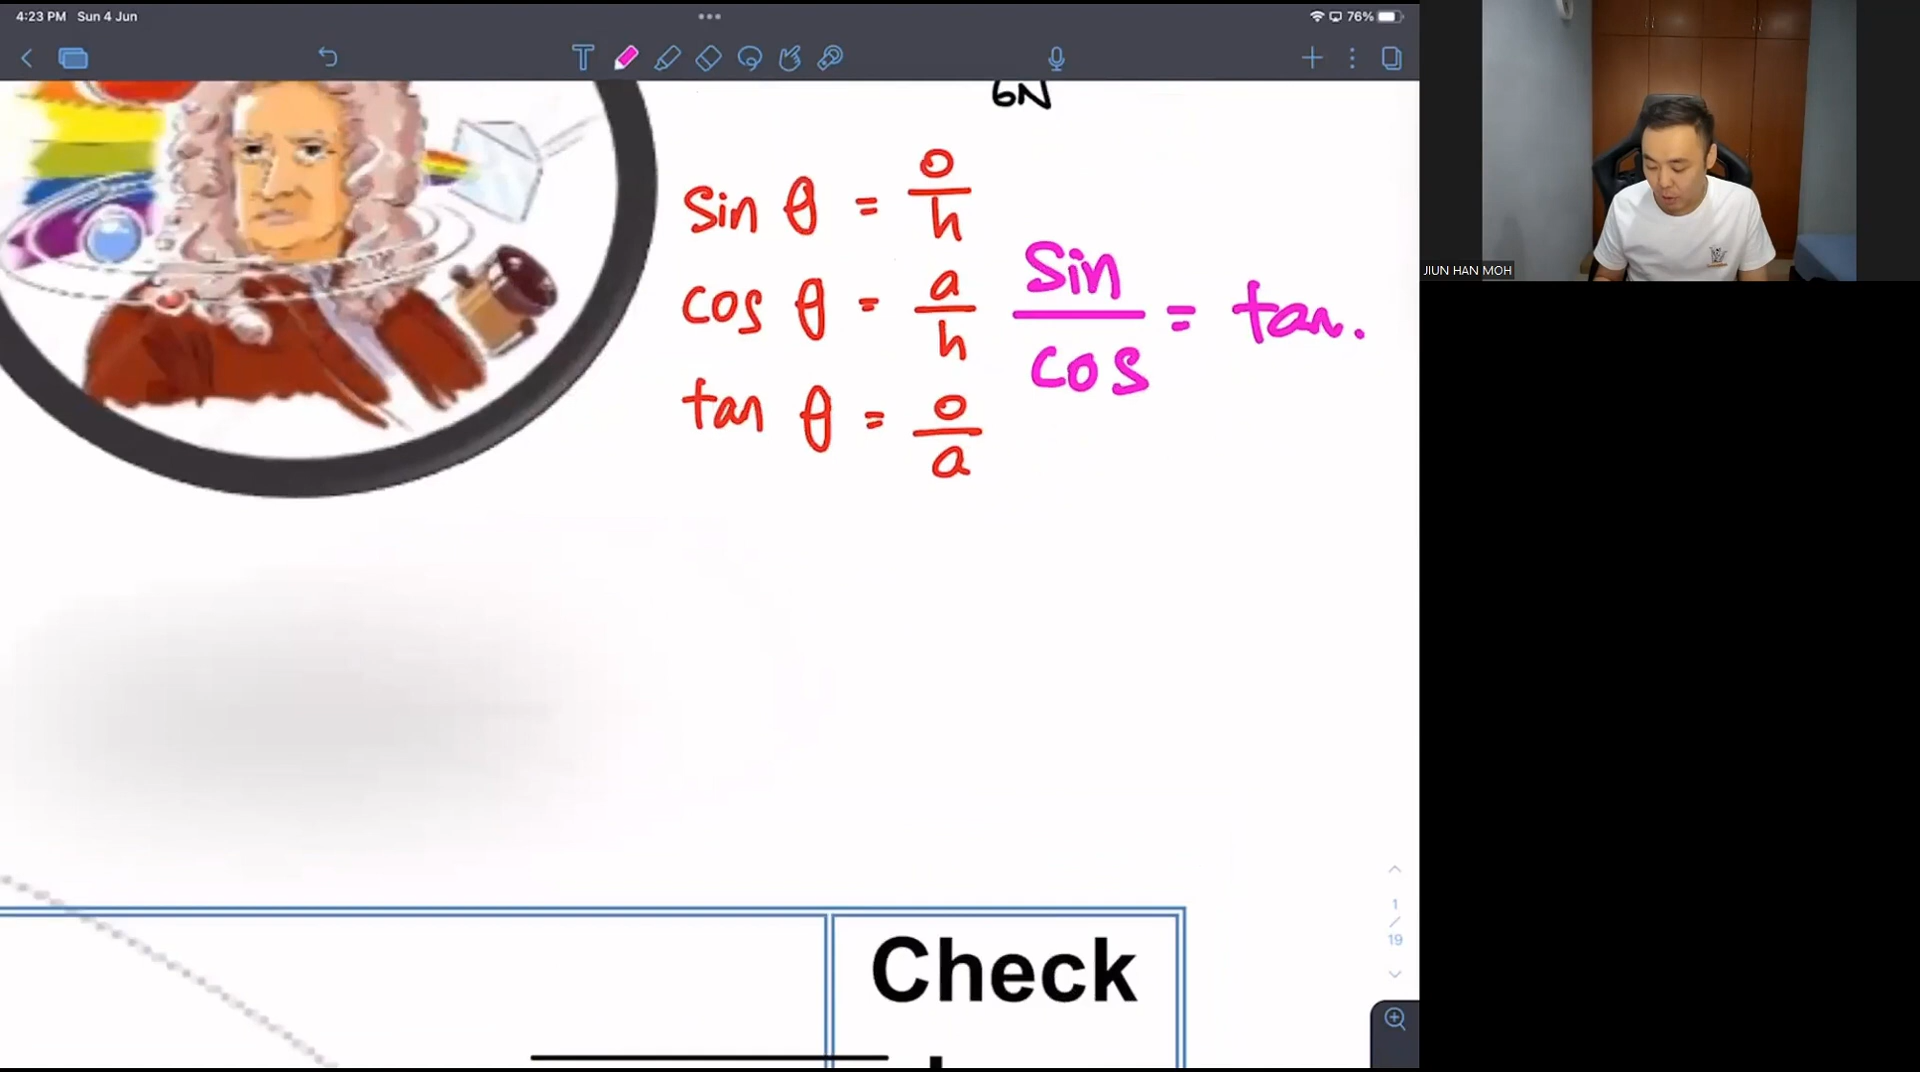 4:23 PM Sun 4 Jun
76%
T
6N
sin θ = o/h
cos θ = a/h
tan θ = o/a
sin/cos = tan.
JIUN HAN MOH
1
/
19
Check